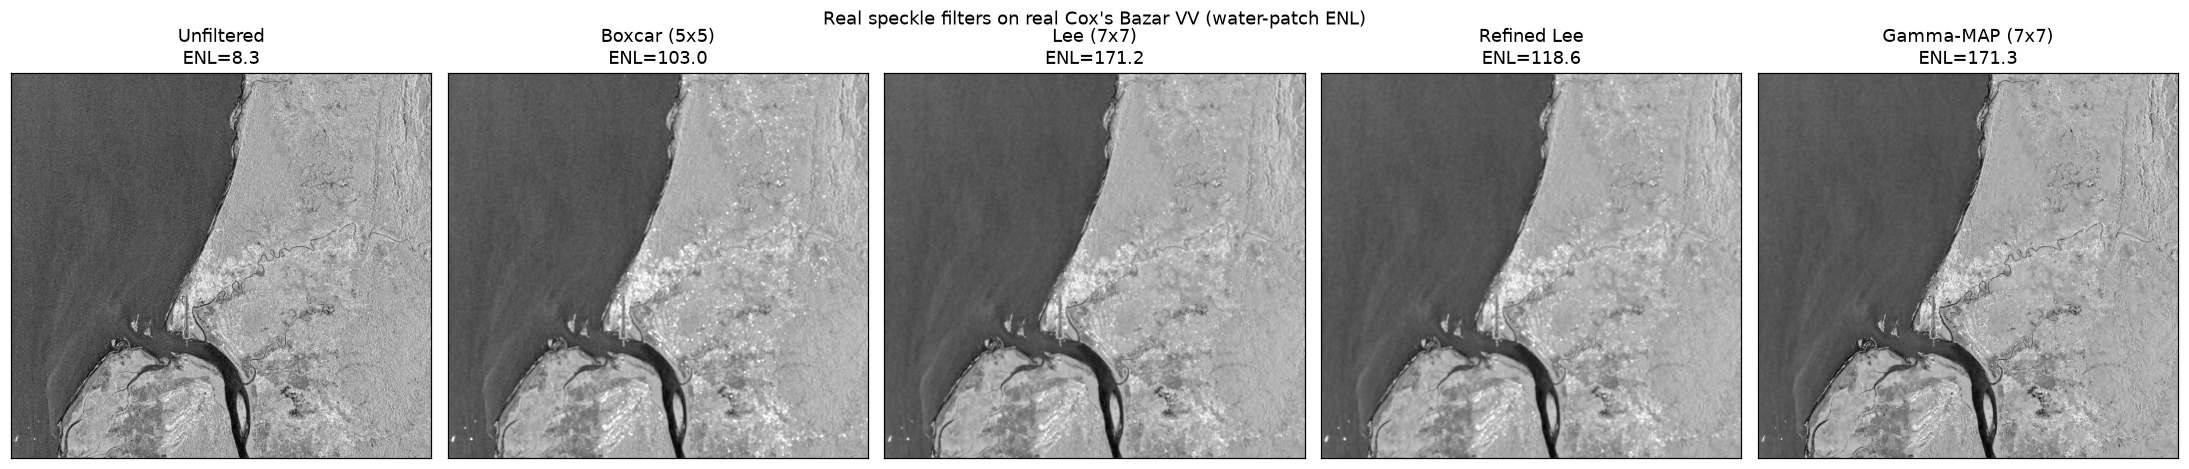 Real speckle filters on real Cox's Bazar VV (water-patch ENL)
Unfiltered
ENL=8.3
Boxcar (5x5)
ENL=103.0
Lee (7x7)
ENL=171.2
Refined Lee
ENL=118.6
Gamma-MAP (7x7)
ENL=171.3